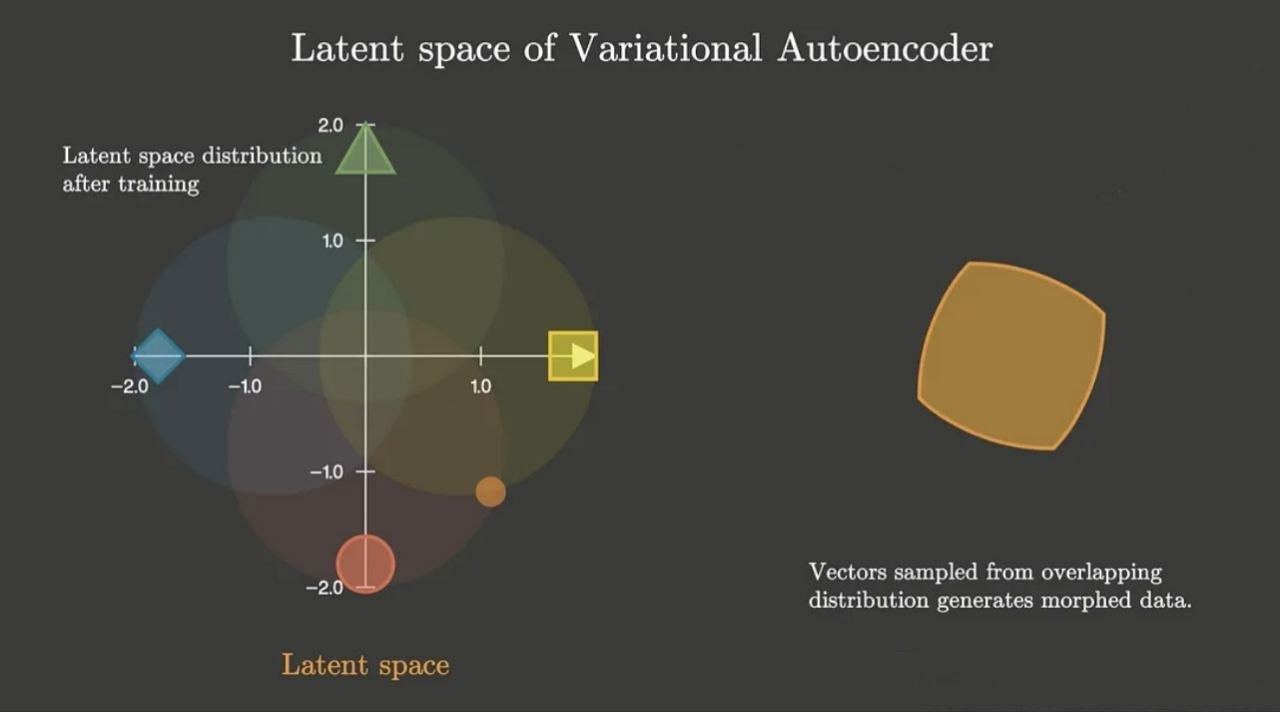 Latent space of Variational Autoencoder
Latent space distribution
after training
2.0
1.0
−2.0
−1.0
1.0
−1.0
−2.0
Vectors sampled from overlapping
distribution generates morphed data.
Latent space